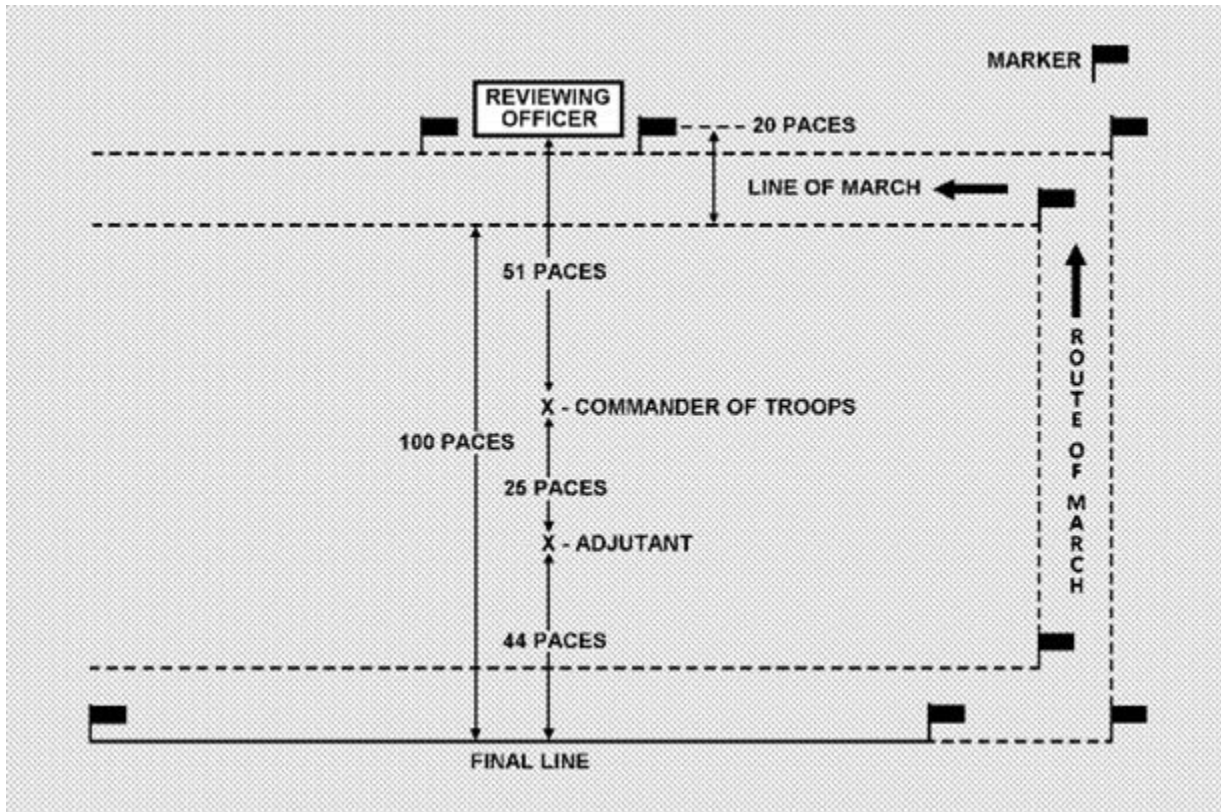 MARKER
REVIEWING
OFFICER
20 PACES
LINE OF MARCH
51 PACES
X - COMMANDER OF TROOPS
100 PACES
25 PACES
X - ADJUTANT
44 PACES
ROUTE OF MARCH
FINAL LINE